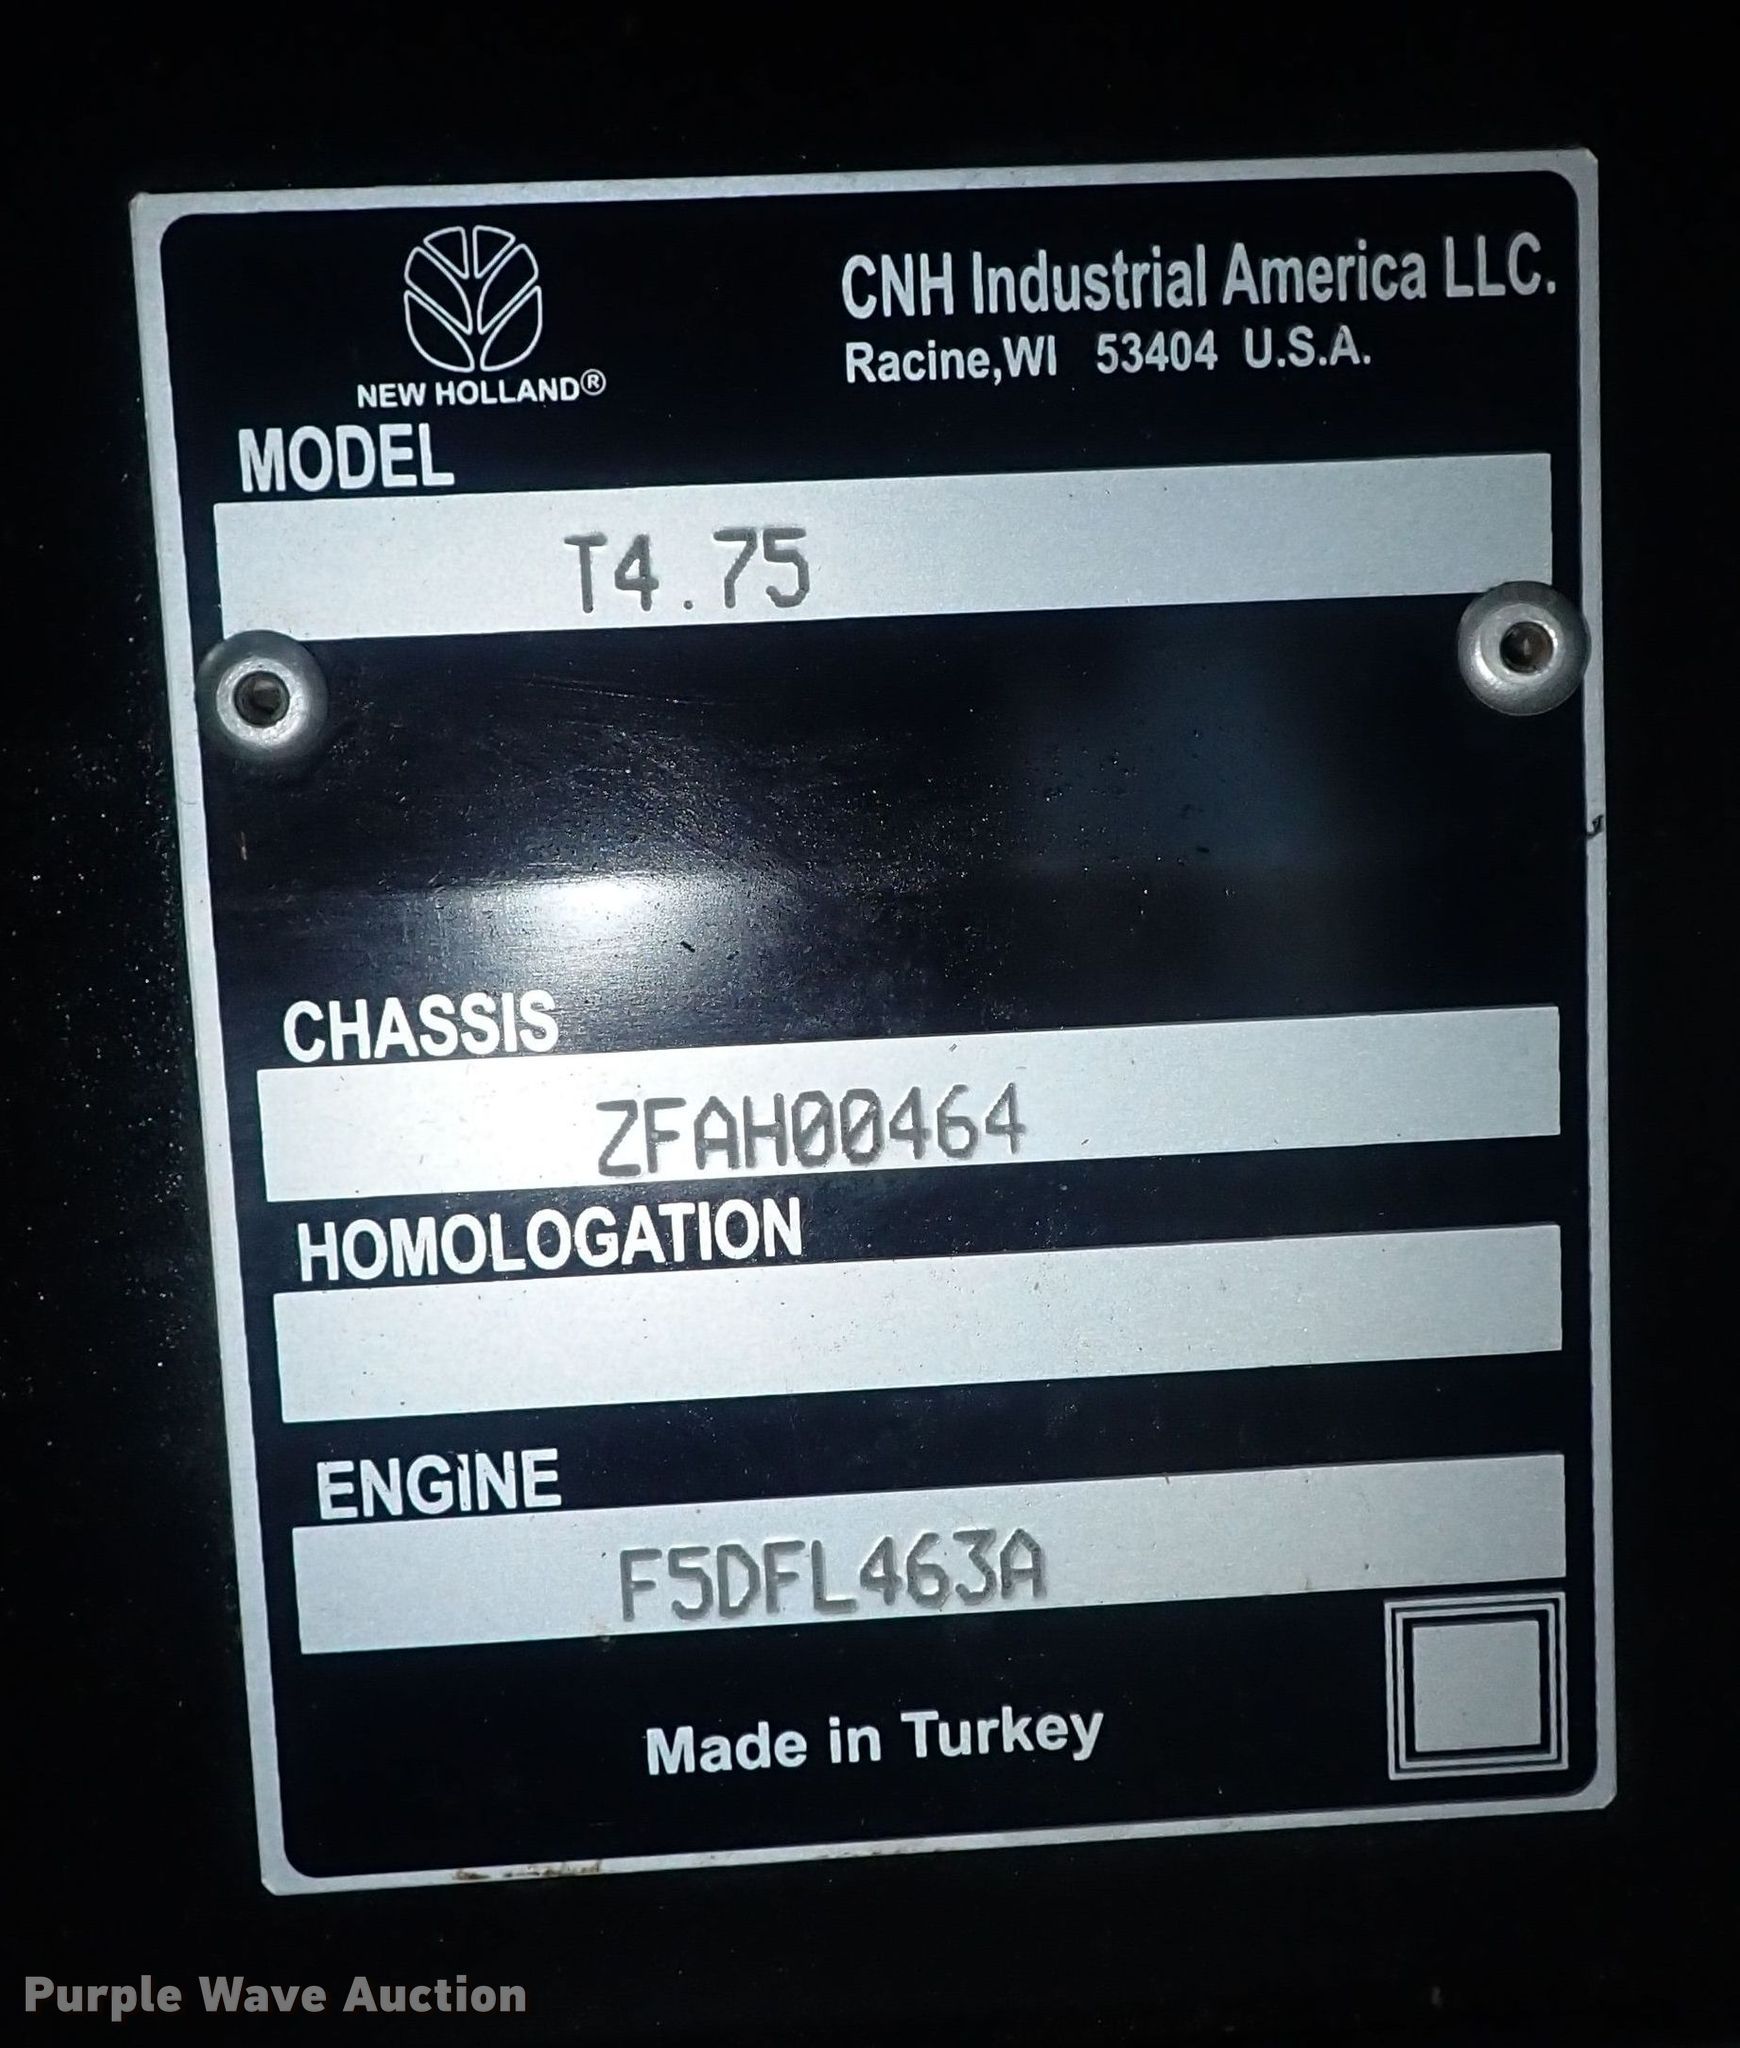 CNH Industrial America LLC.
Racine,WI 53404 U.S.A.
NEW HOLLAND®
MODEL
T4.75
CHASSIS
ZFAH00464
HOMOLOGATION
ENGINE
F5DFL463A
Made in Turkey
Purple Wave Auction